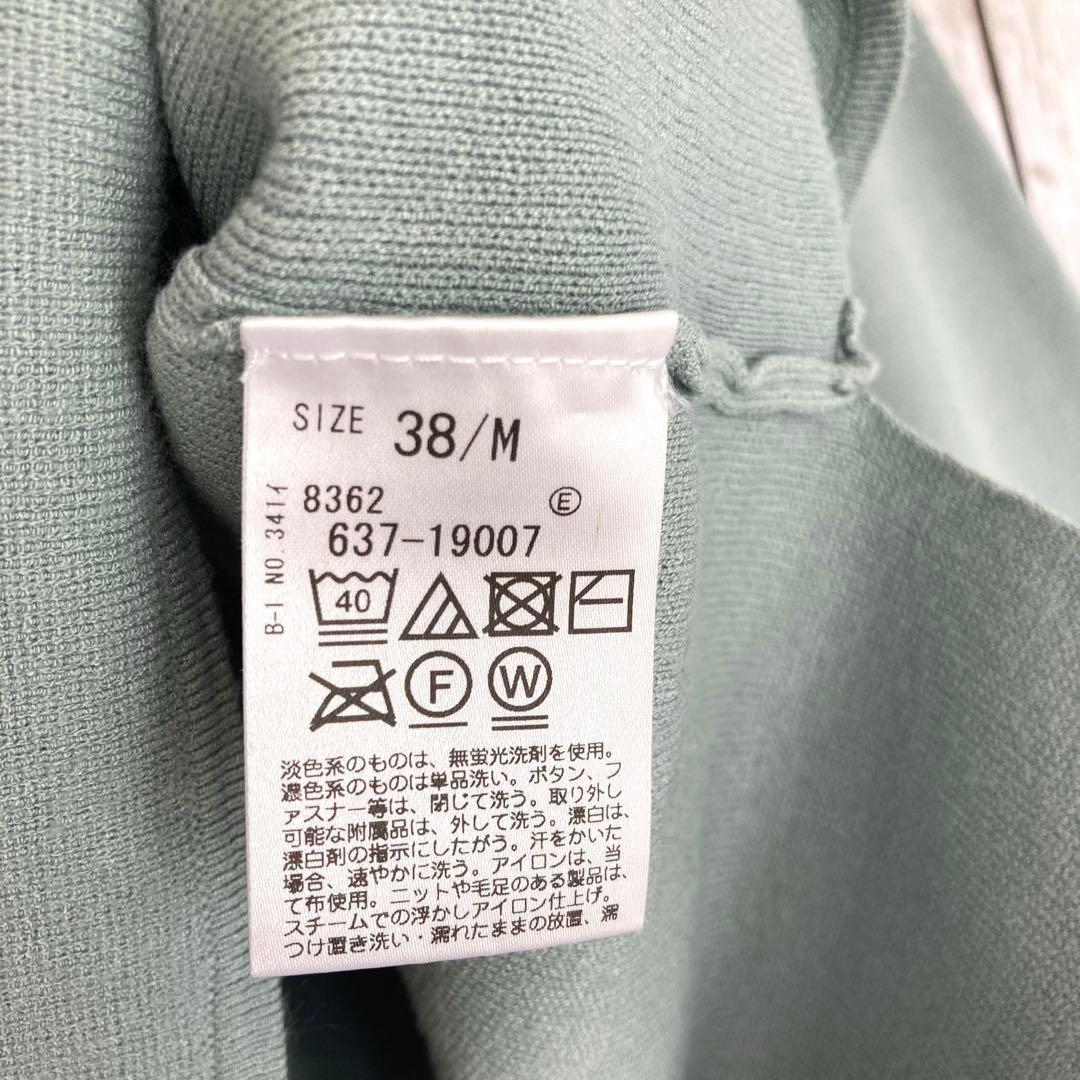 SIZE 38/M
8362 Ⓔ
637-19007
B-1 NO.341イ
40
F W
淡色系のものは、無蛍光洗剤を使用。
濃色系のものは単品洗い。ボタン、フ
ァスナー等は、閉じて洗う。取り外し
可能な附属品は、外して洗う。漂白は、
漂白剤の指示にしたがう。汗をかいた
場合、速やかに洗う。アイロンは、当
て布使用。ニットや毛足のある製品は、
スチームでの浮かしアイロン仕上げ。
つけ置き洗い・濡れたままの放置、濡